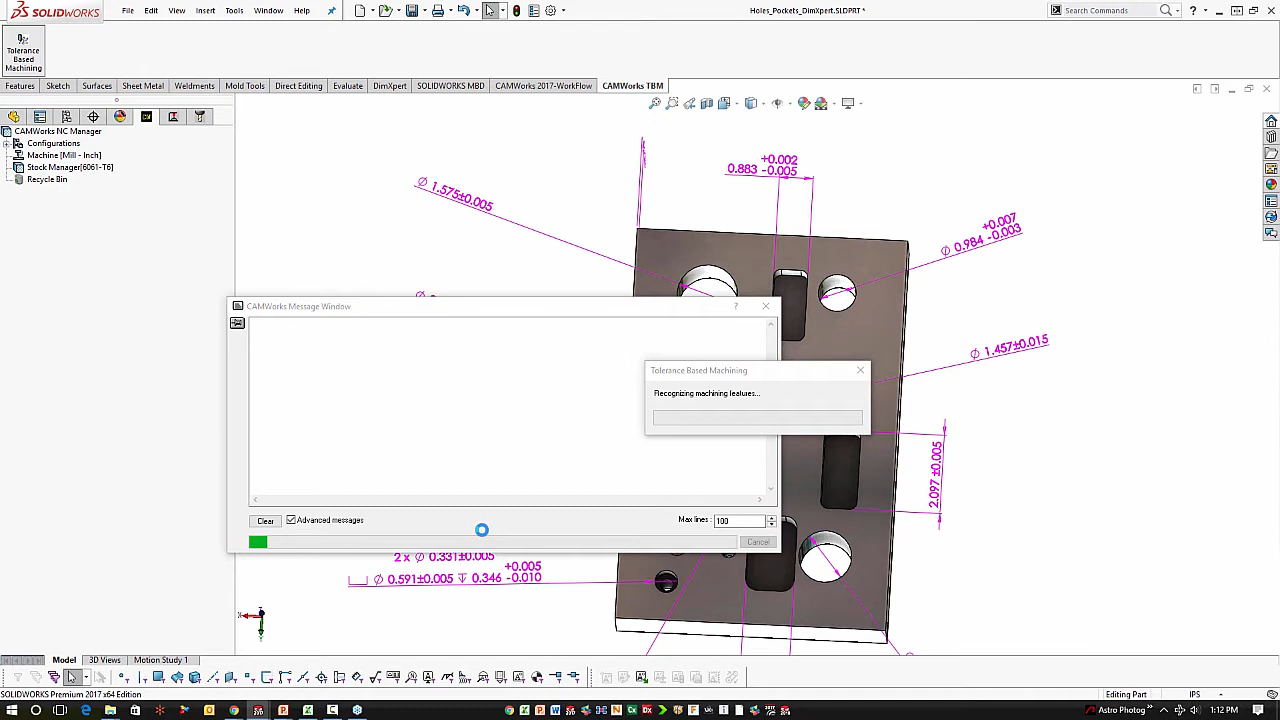 SOLIDWORKS
File
Edit
View
Insert
Tools
Window
Help
Holes_Pockets_DimXpert.SLDPRT *
Search Commands
Tolerance
Based
Machining
Features
Sketch
Surfaces
Sheet Metal
Weldments
Mold Tools
Direct Editing
Evaluate
DimXpert
SOLIDWORKS MBD
CAMWorks 2017-WorkFlow
CAMWorks TBM
CAMWorks NC Manager
Configurations
Machine [Mill - Inch]
Stock Manager[6061-T6]
Recycle Bin
+0.002
0.883 -0.005
Ø 1.575±0.005
+0.007
Ø 0.984 -0.003
Ø 1.457±0.015
2.097 ±0.005
CAMWorks Message Window
Tolerance Based Machining
Recognizing machining features...
Clear
Advanced messages
Max lines :
100
Cancel
2 x Ø 0.331±0.005
+0.005
⌴ Ø 0.591±0.005 ↧ 0.346 -0.010
Model
3D Views
Motion Study 1
SOLIDWORKS Premium 2017 x64 Edition
Editing Part
IPS
Astro Photog
1:12 PM